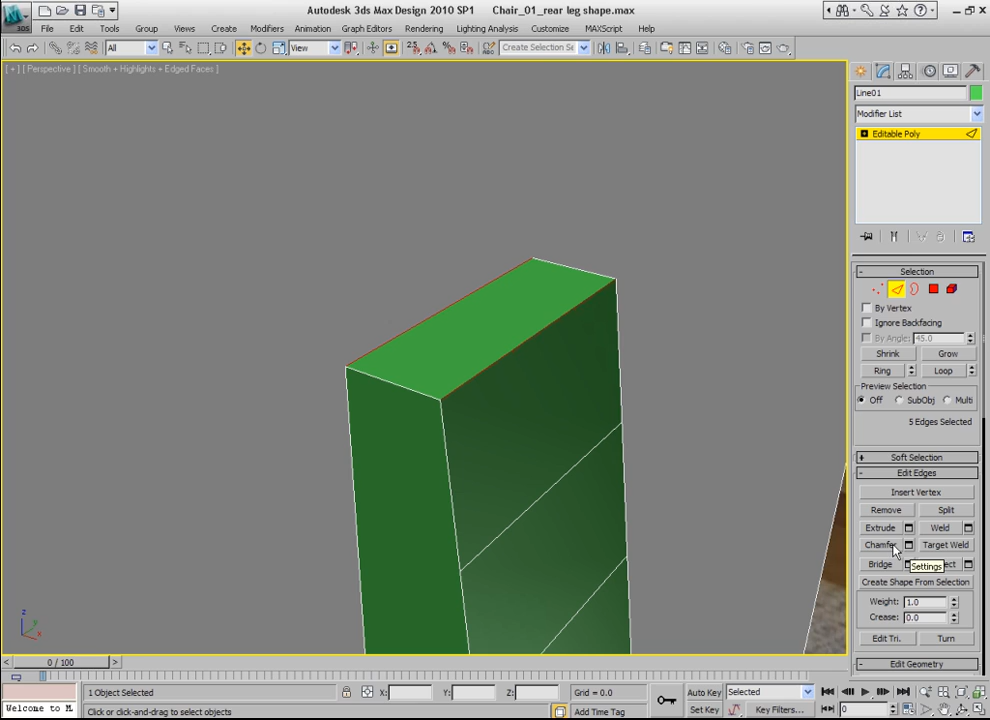 Autodesk 3ds Max Design 2010 SP1 Chair_01_rear leg shape.max
File Edit Tools Group Views Create Modifiers Animation Graph Editors Rendering Lighting Analysis Customize MAXScript Help
All View Create Selection Se
[ + ] [ Perspective ] [ Smooth + Highlights + Edged Faces ]
Line01
Modifier List
Editable Poly
Selection
By Vertex
Ignore Backfacing
By Angle: 45.0
Shrink Grow
Ring Loop
Preview Selection
Off SubObj Multi
5 Edges Selected
Soft Selection
Edit Edges
Insert Vertex
Remove Split
Extrude Weld
Chamfer Target Weld
Bridge
Settings
Create Shape From Selection
Weight: 1.0
Crease: 0.0
Edit Tri. Turn
Edit Geometry
z
y
x
0 / 100
1 Object Selected X: Y: Z: Grid = 0.0 Auto Key Selected
Welcome to M Click or click-and-drag to select objects Add Time Tag Set Key Key Filters... 0